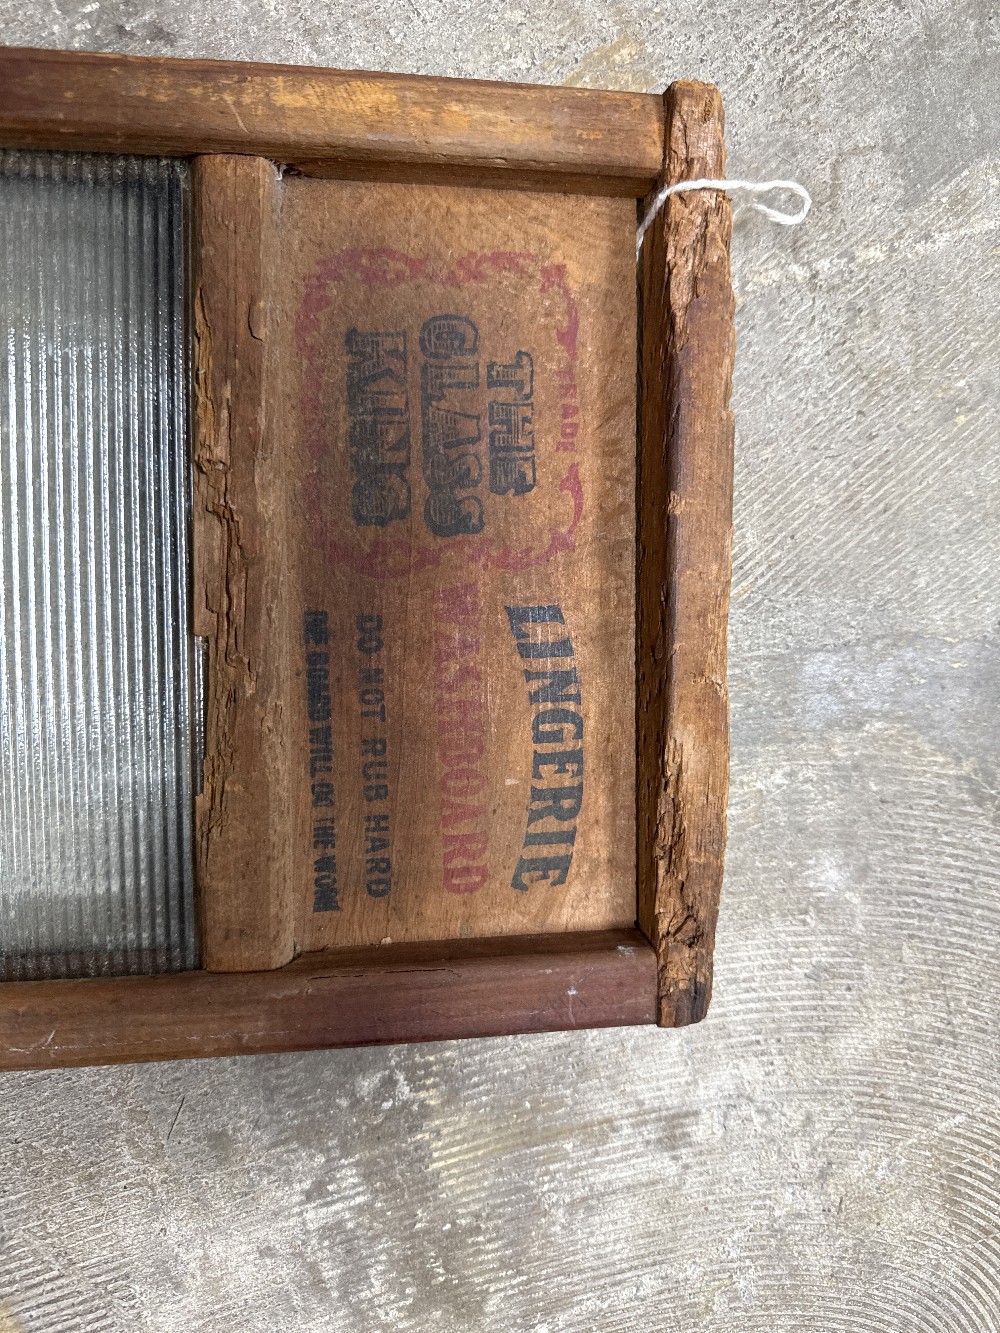 TRADE
THE
GLASS
KING
LINGERIE
WASHBOARD
DO NOT RUB HARD
THE BOARD WILL DO THE WORK